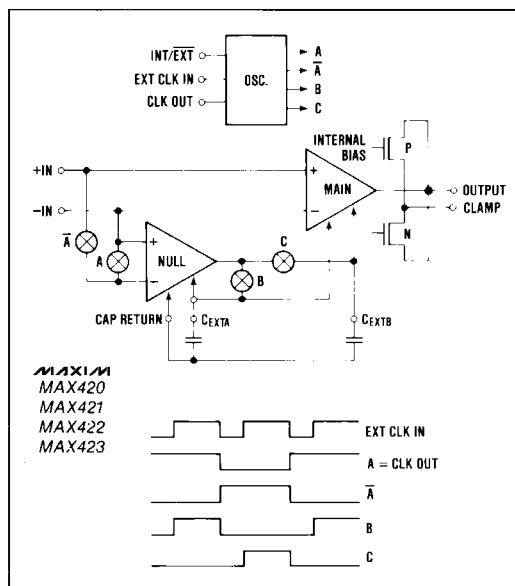 INT/EXT
EXT CLK IN
CLK OUT
OSC.
A
A̅
B
C
INTERNAL BIAS
P
+IN
+
MAIN
OUTPUT
CLAMP
-IN
−
N
A̅
A
+
NULL
−
C
B
CAP RETURN
CEXTA
CEXTB
MAXIM
MAX420
MAX421
MAX422
MAX423
EXT CLK IN
A = CLK OUT
A̅
B
C